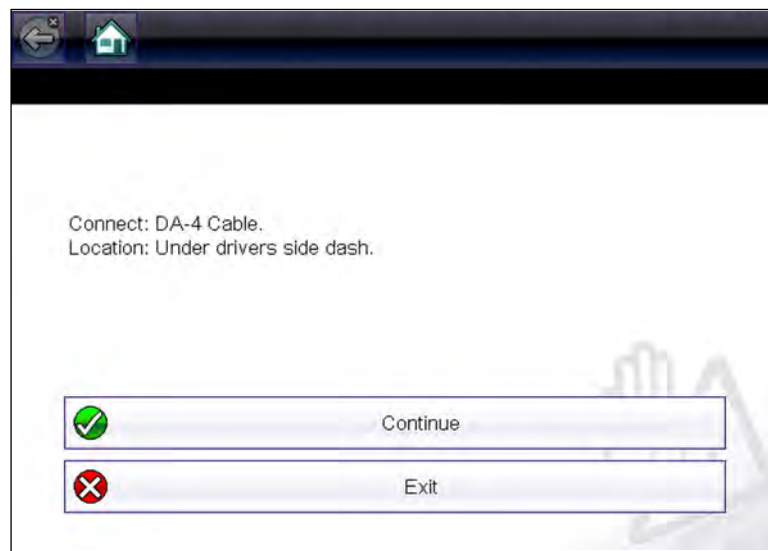 Connect: DA-4 Cable.
Location: Under drivers side dash.
Continue
Exit